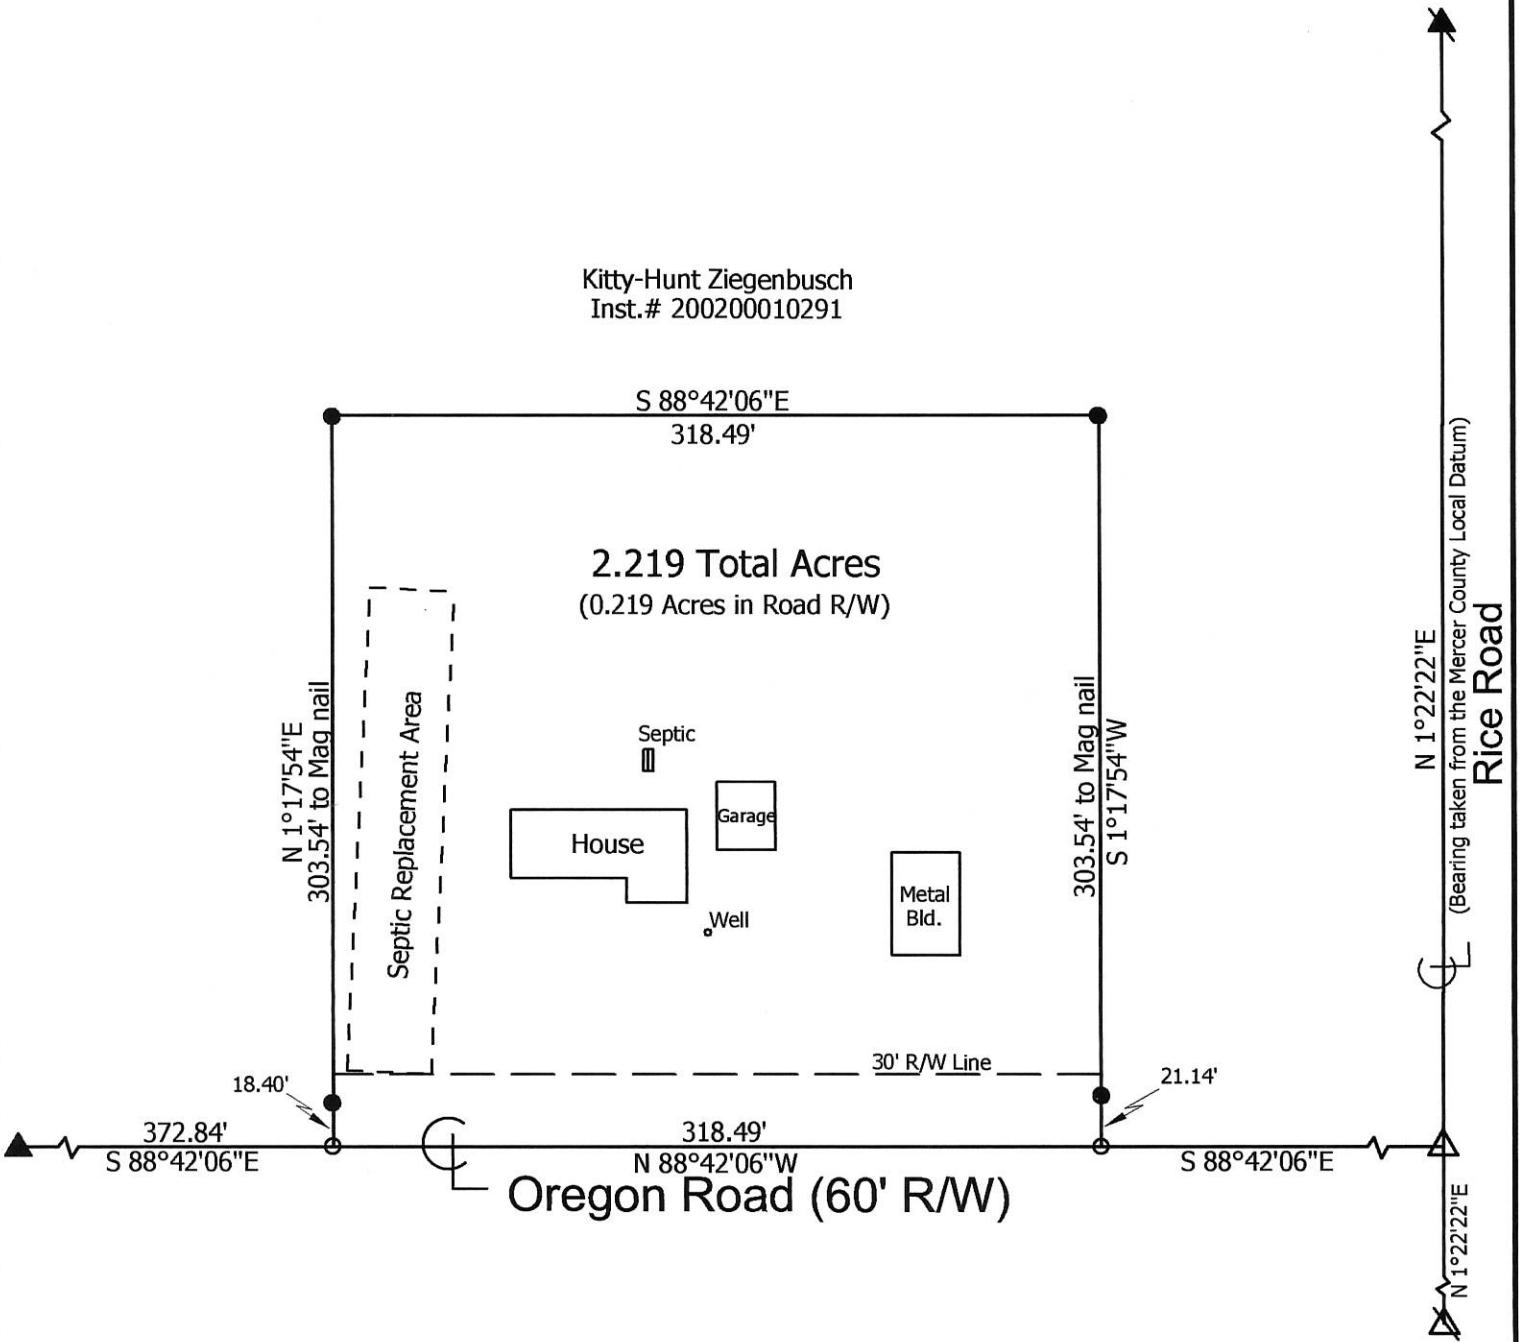 Kitty-Hunt Ziegenbusch
Inst.# 200200010291
S 88°42'06"E
318.49'
2.219 Total Acres
(0.219 Acres in Road R/W)
N 1°17'54"E
303.54' to Mag nail
Septic Replacement Area
Septic
Garage
House
Metal
Bld.
Well
303.54' to Mag nail
S 1°17'54"W
N 1°22'22"E
(Bearing taken from the Mercer County Local Datum)
Rice Road
30' R/W Line
18.40'
21.14'
372.84'
S 88°42'06"E
318.49'
N 88°42'06"W
S 88°42'06"E
Oregon Road (60' R/W)
N 1°22'22"E